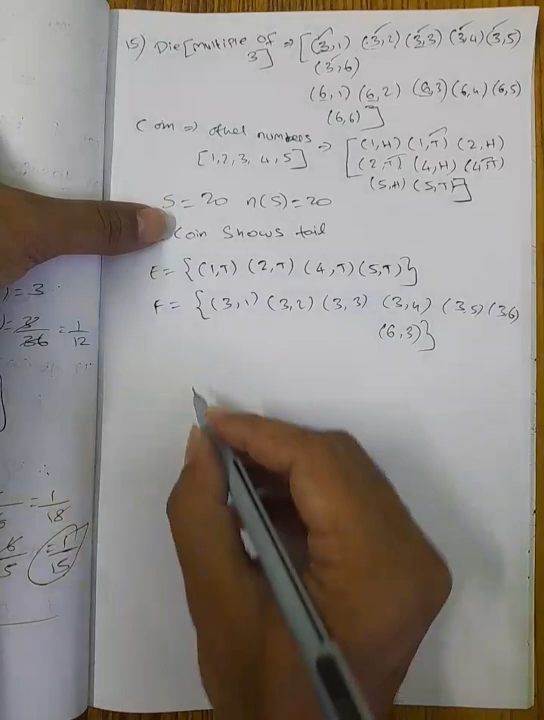 15) Die [multiple of 3] ⇒ [(3,1) (3,2) (3,3) (3,4) (3,5)
(3,6)
(6,1) (6,2) (6,3) (6,4) (6,5)
(6,6)]
Coin ⇒ other numbers
[1,2,3,4,5] ⇒ [(1,H) (1,T) (2,H)
(2,T) (4,H) (4,T)
(5,H) (5,T)]
S = 20 n(S) = 20
Coin shows tail
E = {(1,T) (2,T) (4,T) (5,T)}
F = {(3,1) (3,2) (3,3) (3,4) (3,5) (3,6)
(6,3)}
) = 3
= 3/36 = 1/12
= 1/18
= 1/15